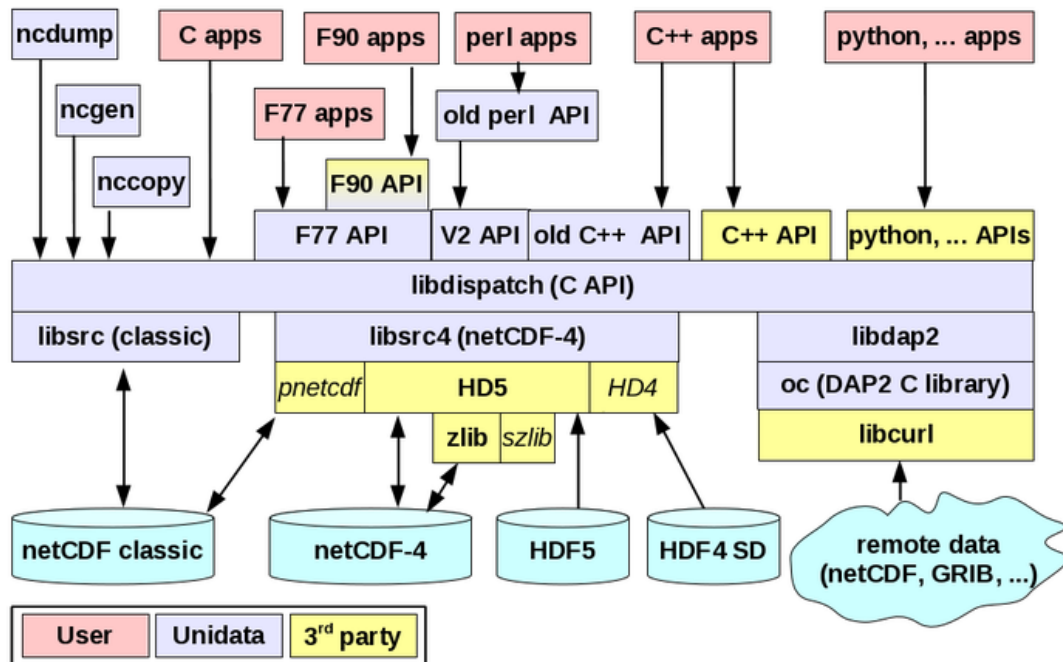 ncdump
C apps
F90 apps
perl apps
C++ apps
python, ... apps
ncgen
F77 apps
old perl API
nccopy
F90 API
F77 API
V2 API
old C++ API
C++ API
python, ... APIs
libdispatch (C API)
libsrc (classic)
libsrc4 (netCDF-4)
libdap2
pnetcdf
HD5
HD4
oc (DAP2 C library)
zlib
szlib
libcurl
netCDF classic
netCDF-4
HDF5
HDF4 SD
remote data
(netCDF, GRIB, ...)
User
Unidata
3rd party